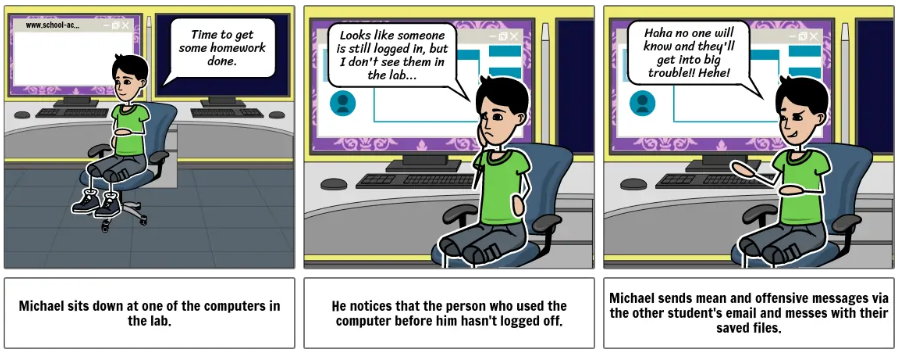 www.school-ac...
Time to get
some homework
done.
Looks like someone
is still logged in, but
I don't see them in
the lab...
Haha no one will
know and they'll
get into big
trouble!! Hehe!
Michael sits down at one of the computers in
the lab.
He notices that the person who used the
computer before him hasn't logged off.
Michael sends mean and offensive messages via
the other student's email and messes with their
saved files.